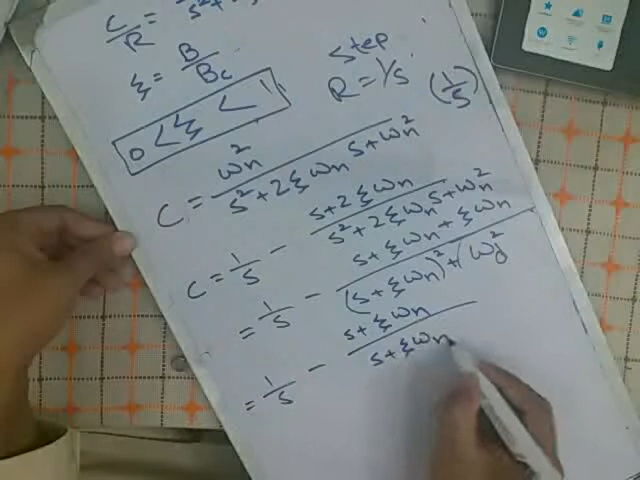 C/R = 
ξ = B/Bc
0 < ξ < 1
step
R = 1/s (1/s)
C = ωn² / s² + 2ξωn s + ωn²
C = 1/s - s + 2ξωn / s² + 2ξωn s + ωn²
= 1/s - s + ξωn + ξωn / (s + ξωn)² + (ωd²
= 1/s - s + ξωn / s + ξωn